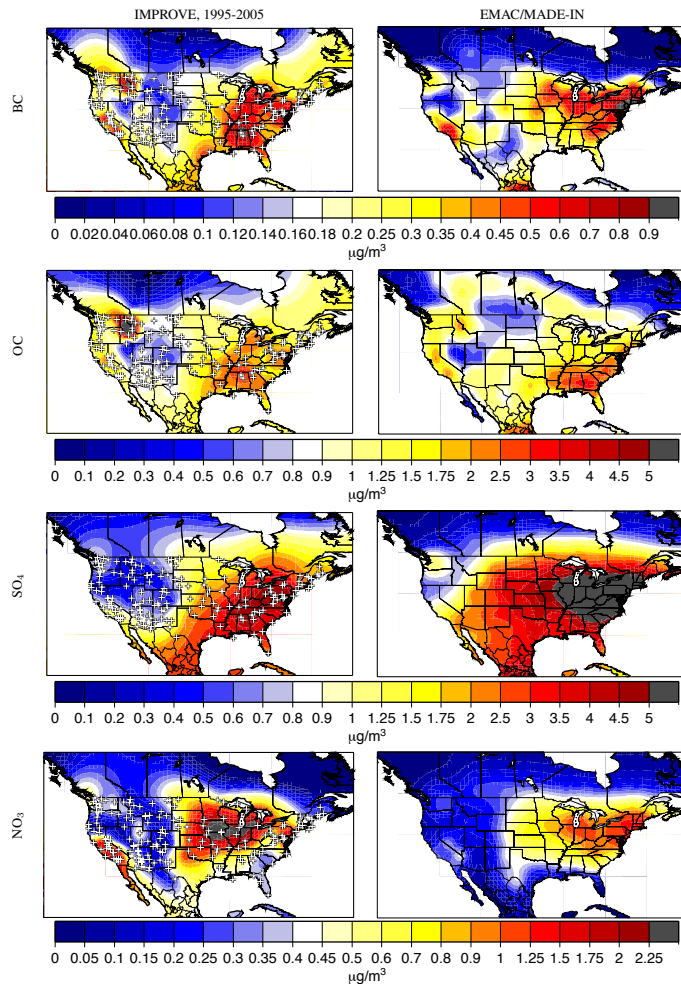 IMPROVE, 1995-2005 EMAC/MADE-IN
BC
0 0.02 0.04 0.06 0.08 0.1 0.12 0.14 0.16 0.18 0.2 0.25 0.3 0.35 0.4 0.45 0.5 0.6 0.7 0.8 0.9
µg/m³
OC
0 0.1 0.2 0.3 0.4 0.5 0.6 0.7 0.8 0.9 1 1.25 1.5 1.75 2 2.5 3 3.5 4 4.5 5
µg/m³
SO₄
0 0.1 0.2 0.3 0.4 0.5 0.6 0.7 0.8 0.9 1 1.25 1.5 1.75 2 2.5 3 3.5 4 4.5 5
µg/m³
NO₃
0 0.05 0.1 0.15 0.2 0.25 0.3 0.35 0.4 0.45 0.5 0.6 0.7 0.8 0.9 1 1.25 1.5 1.75 2 2.25
µg/m³